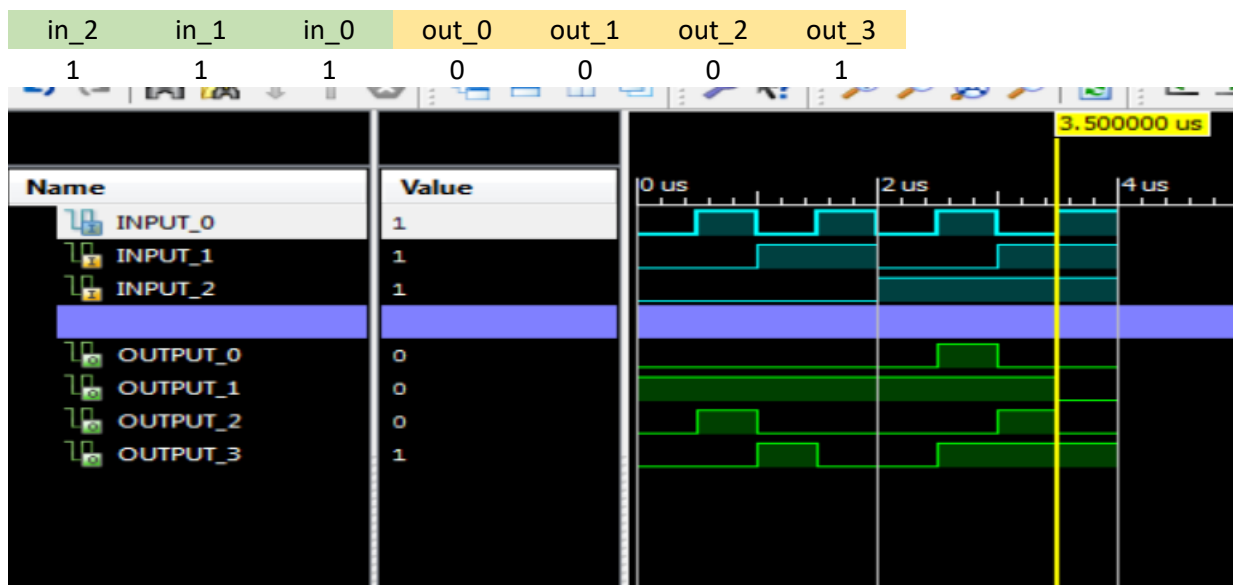 in_2 in_1 in_0 out_0 out_1 out_2 out_3
1 1 1 0 0 0 1
3.500000 us
Name Value 0 us 2 us 4 us
INPUT_0 1
INPUT_1 1
INPUT_2 1
OUTPUT_0 0
OUTPUT_1 0
OUTPUT_2 0
OUTPUT_3 1